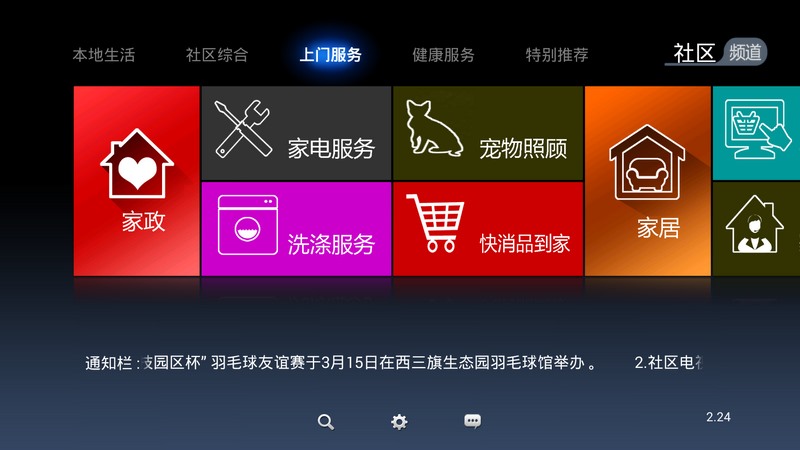 本地生活 社区综合 上门服务 健康服务 特别推荐 社区 频道
家电服务 宠物照顾
家政 洗涤服务 快消品到家 家居
通知栏 : 园区杯” 羽毛球友谊赛于3月15日在西三旗生态园羽毛球馆举办 。 2.社区电
2.24